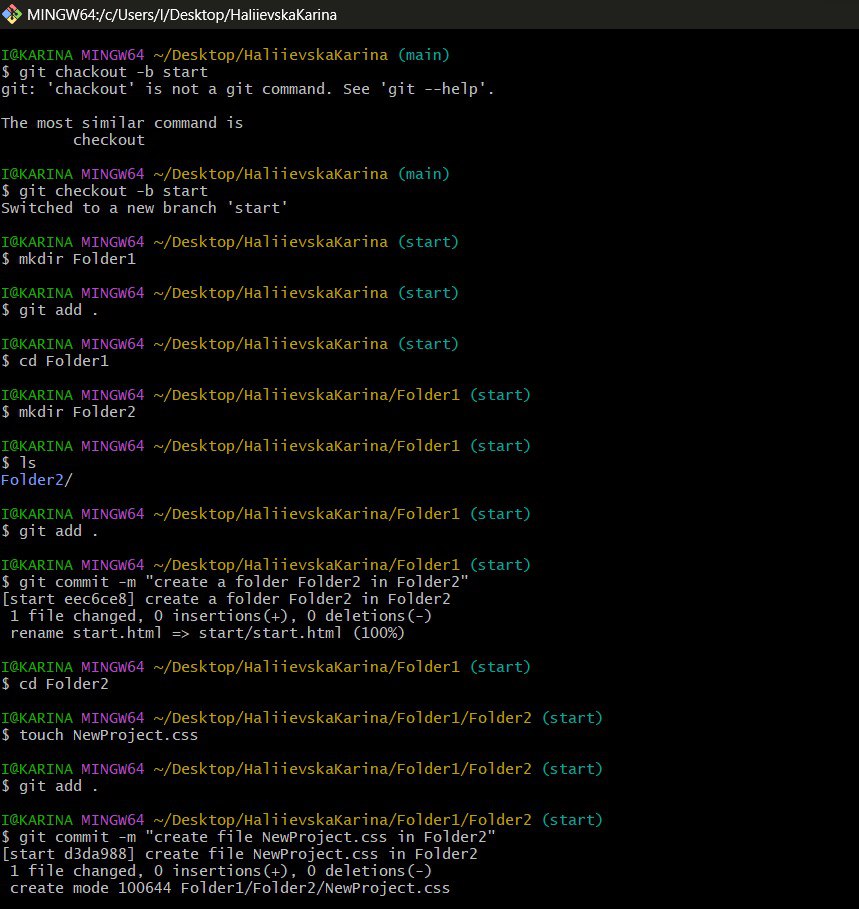 MINGW64:/c/Users/I/Desktop/HaliievskaKarina
I@KARINA MINGW64 ~/Desktop/HaliievskaKarina (main)
$ git chackout -b start
git: 'chackout' is not a git command. See 'git --help'.
The most similar command is
checkout
I@KARINA MINGW64 ~/Desktop/HaliievskaKarina (main)
$ git checkout -b start
Switched to a new branch 'start'
I@KARINA MINGW64 ~/Desktop/HaliievskaKarina (start)
$ mkdir Folder1
I@KARINA MINGW64 ~/Desktop/HaliievskaKarina (start)
$ git add .
I@KARINA MINGW64 ~/Desktop/HaliievskaKarina (start)
$ cd Folder1
I@KARINA MINGW64 ~/Desktop/HaliievskaKarina/Folder1 (start)
$ mkdir Folder2
I@KARINA MINGW64 ~/Desktop/HaliievskaKarina/Folder1 (start)
$ ls
Folder2/
I@KARINA MINGW64 ~/Desktop/HaliievskaKarina/Folder1 (start)
$ git add .
I@KARINA MINGW64 ~/Desktop/HaliievskaKarina/Folder1 (start)
$ git commit -m "create a folder Folder2 in Folder2"
[start eec6ce8] create a folder Folder2 in Folder2
1 file changed, 0 insertions(+), 0 deletions(-)
rename start.html => start/start.html (100%)
I@KARINA MINGW64 ~/Desktop/HaliievskaKarina/Folder1 (start)
$ cd Folder2
I@KARINA MINGW64 ~/Desktop/HaliievskaKarina/Folder1/Folder2 (start)
$ touch NewProject.css
I@KARINA MINGW64 ~/Desktop/HaliievskaKarina/Folder1/Folder2 (start)
$ git add .
I@KARINA MINGW64 ~/Desktop/HaliievskaKarina/Folder1/Folder2 (start)
$ git commit -m "create file NewProject.css in Folder2"
[start d3da988] create file NewProject.css in Folder2
1 file changed, 0 insertions(+), 0 deletions(-)
create mode 100644 Folder1/Folder2/NewProject.css